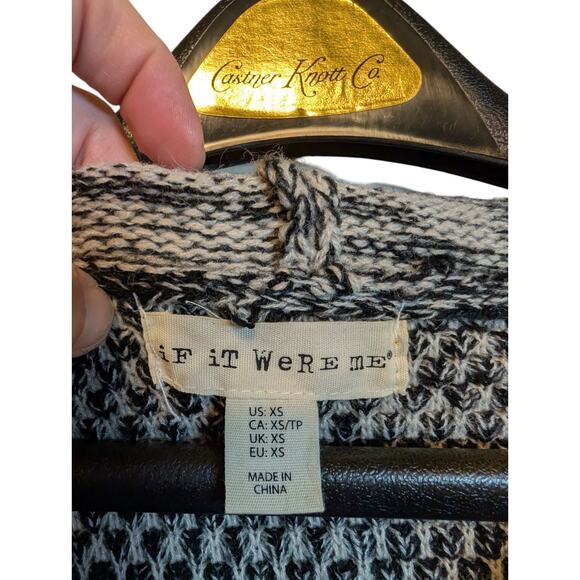 Castner Knott Co.
iF iT WeRE mE®
US: XS
CA: XS/TP
UK: XS
EU: XS
MADE IN
CHINA